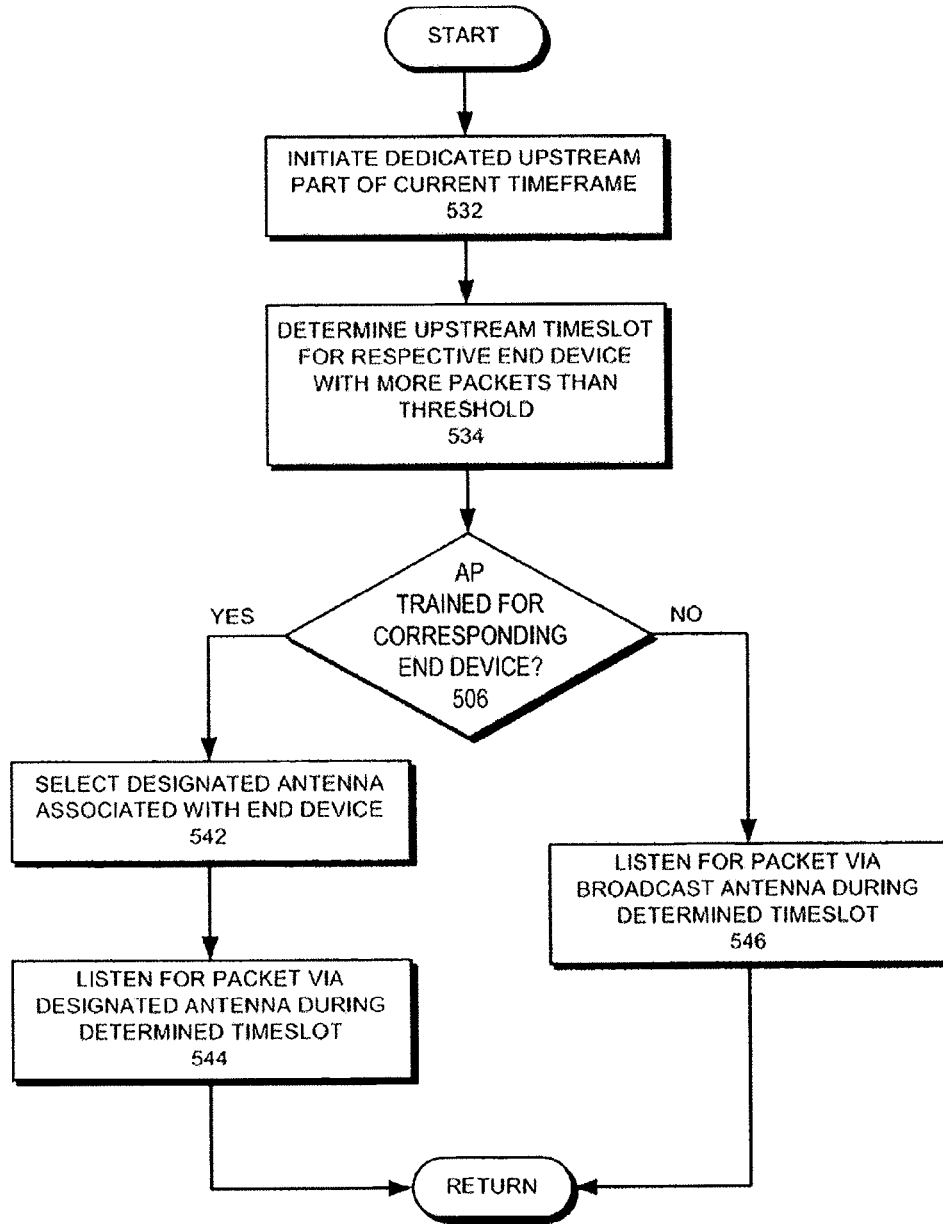 START
INITIATE DEDICATED UPSTREAM
PART OF CURRENT TIMEFRAME
532
DETERMINE UPSTREAM TIMESLOT
FOR RESPECTIVE END DEVICE
WITH MORE PACKETS THAN
THRESHOLD
534
AP
TRAINED FOR
CORRESPONDING
END DEVICE?
506
YES
NO
SELECT DESIGNATED ANTENNA
ASSOCIATED WITH END DEVICE
542
LISTEN FOR PACKET VIA
DESIGNATED ANTENNA DURING
DETERMINED TIMESLOT
544
LISTEN FOR PACKET VIA
BROADCAST ANTENNA DURING
DETERMINED TIMESLOT
546
RETURN